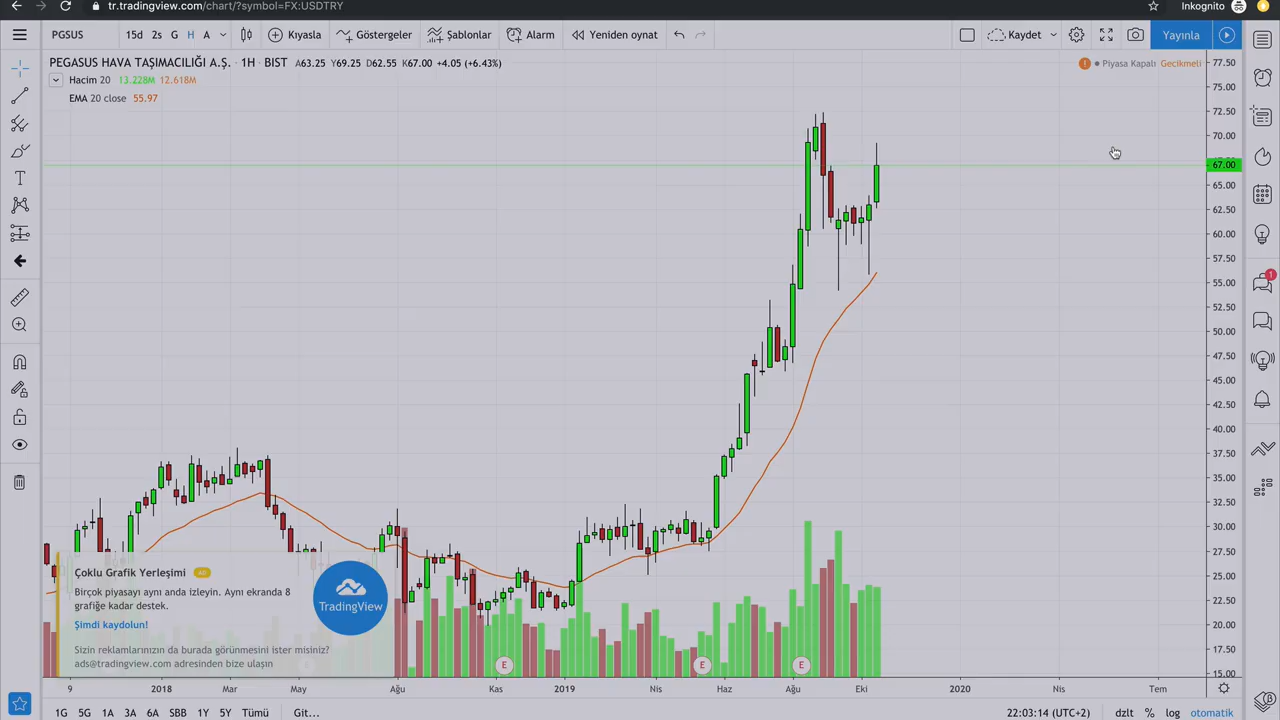 tr.tradingview.com/chart/?symbol=FX:USDTRY
Inkognito
PGSUS
15d 2s G H A
Kıyasla
Göstergeler
Şablonlar
Alarm
Yeniden oynat
Kaydet
Yayınla
PEGASUS HAVA TAŞIMACILIĞI A.Ş. · 1H · BIST A63.25 Y69.25 D62.55 K67.00 +4.05 (+6.43%)
Piyasa Kapalı Gecikmeli
Hacim 20 13.228M 12.618M
EMA 20 close 55.97
77.50
75.00
72.50
70.00
67.00
65.00
62.50
60.00
57.50
55.00
52.50
50.00
47.50
45.00
42.50
40.00
37.50
35.00
32.50
30.00
27.50
25.00
22.50
20.00
17.50
15.00
1
Çoklu Grafik Yerleşimi AD
Birçok piyasayı aynı anda izleyin. Aynı ekranda 8
grafiğe kadar destek.
Şimdi kaydolun!
Sizin reklamlarınızın da burada görünmesini ister misiniz?
ads@tradingview.com adresinden bize ulaşın
TradingView
E E E
9 2018 Mar May Ağu Kas 2019 Nis Haz Ağu Eki 2020 Nis Tem
1G 5G 1A 3A 6A SBB 1Y 5Y Tümü Git...
22:03:14 (UTC+2) dzlt % log otomatik